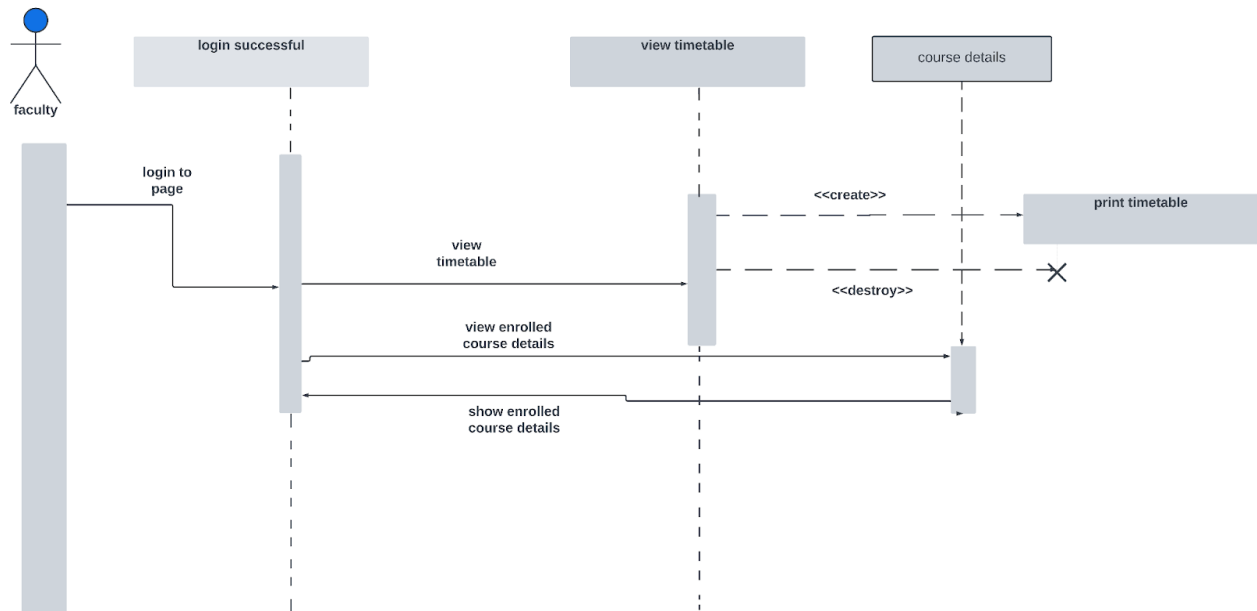 login successful
view timetable
course details
faculty
login to
page
<<create>>
print timetable
view
timetable
<<destroy>>
view enrolled
course details
show enrolled
course details